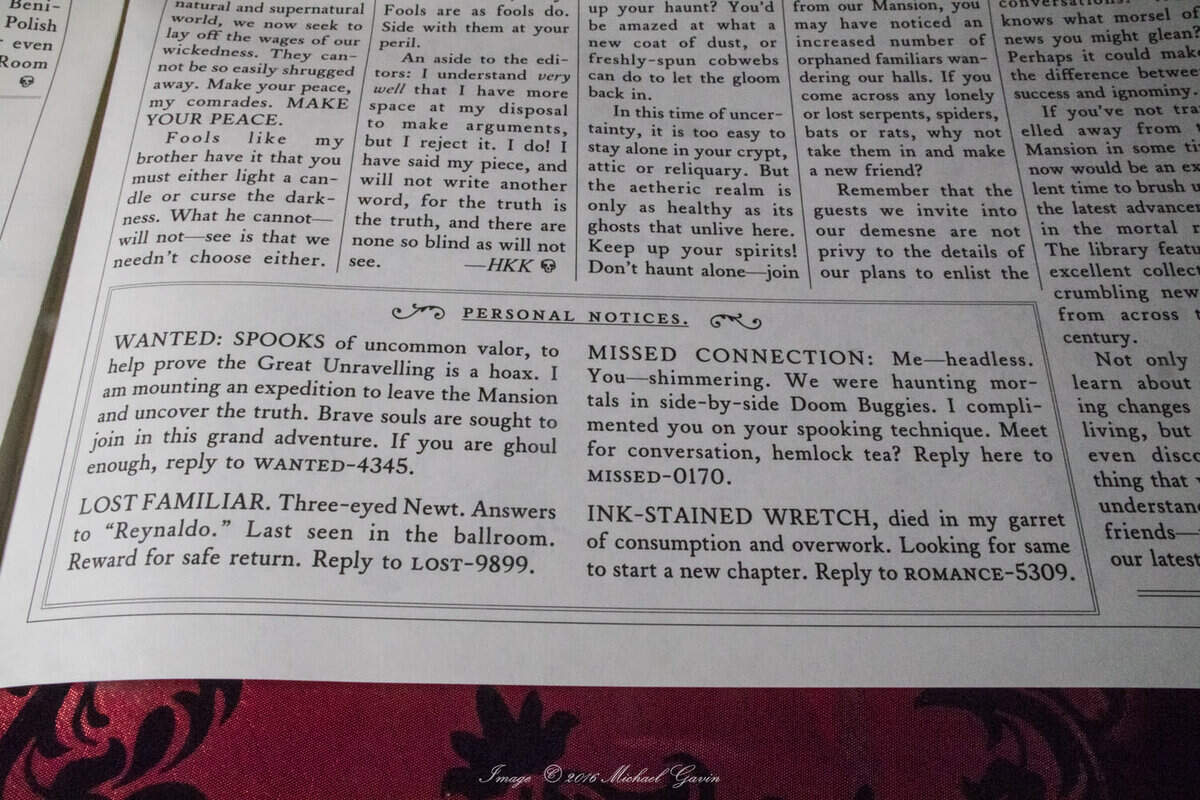 Beni-
Polish
even
Room
natural and supernatural
world, we now seek to
lay off the wages of our
wickedness. They can-
not be so easily shrugged
away. Make your peace,
my comrades. MAKE
YOUR PEACE.
Fools like my
brother have it that you
must either light a can-
dle or curse the dark-
ness. What he cannot—
will not—see is that we
needn't choose either.
Fools are as fools do.
Side with them at your
peril.
An aside to the edi-
tors: I understand very
well that I have more
space at my disposal
to make arguments,
but I reject it. I do! I
have said my piece, and
will not write another
word, for the truth is
the truth, and there are
none so blind as will not
see. —HKK
up your haunt? You'd
be amazed at what a
new coat of dust, or
freshly-spun cobwebs
can do to let the gloom
back in.
In this time of uncer-
tainty, it is too easy to
stay alone in your crypt,
attic or reliquary. But
the aetheric realm is
only as healthy as its
ghosts that unlive here.
Keep up your spirits!
Don't haunt alone—join
from our Mansion, you
may have noticed an
increased number of
orphaned familiars wan-
dering our halls. If you
come across any lonely
or lost serpents, spiders,
bats or rats, why not
take them in and make
a new friend?
Remember that the
guests we invite into
our demesne are not
privy to the details of
our plans to enlist the
knows what morsel of
news you might glean?
Perhaps it could make
the difference betwee
success and ignominy.
If you've not tra
elled away from
Mansion in some ti
now would be an ex
lent time to brush
the latest advance
in the mortal r
The library featu
excellent collect
crumbling new
from across t
century.
Not only
learn about
ing changes
living, but
even disco
thing that
understan
friends—
our latest
PERSONAL NOTICES.
WANTED: SPOOKS of uncommon valor, to
help prove the Great Unravelling is a hoax. I
am mounting an expedition to leave the Mansion
and uncover the truth. Brave souls are sought to
join in this grand adventure. If you are ghoul
enough, reply to WANTED-4345.
LOST FAMILIAR. Three-eyed Newt. Answers
to “Reynaldo.” Last seen in the ballroom.
Reward for safe return. Reply to LOST-9899.
MISSED CONNECTION: Me—headless.
You—shimmering. We were haunting mor-
tals in side-by-side Doom Buggies. I compli-
mented you on your spooking technique. Meet
for conversation, hemlock tea? Reply here to
MISSED-0170.
INK-STAINED WRETCH, died in my garret
of consumption and overwork. Looking for same
to start a new chapter. Reply to ROMANCE-5309.
Image © 2016 Michael Gavin